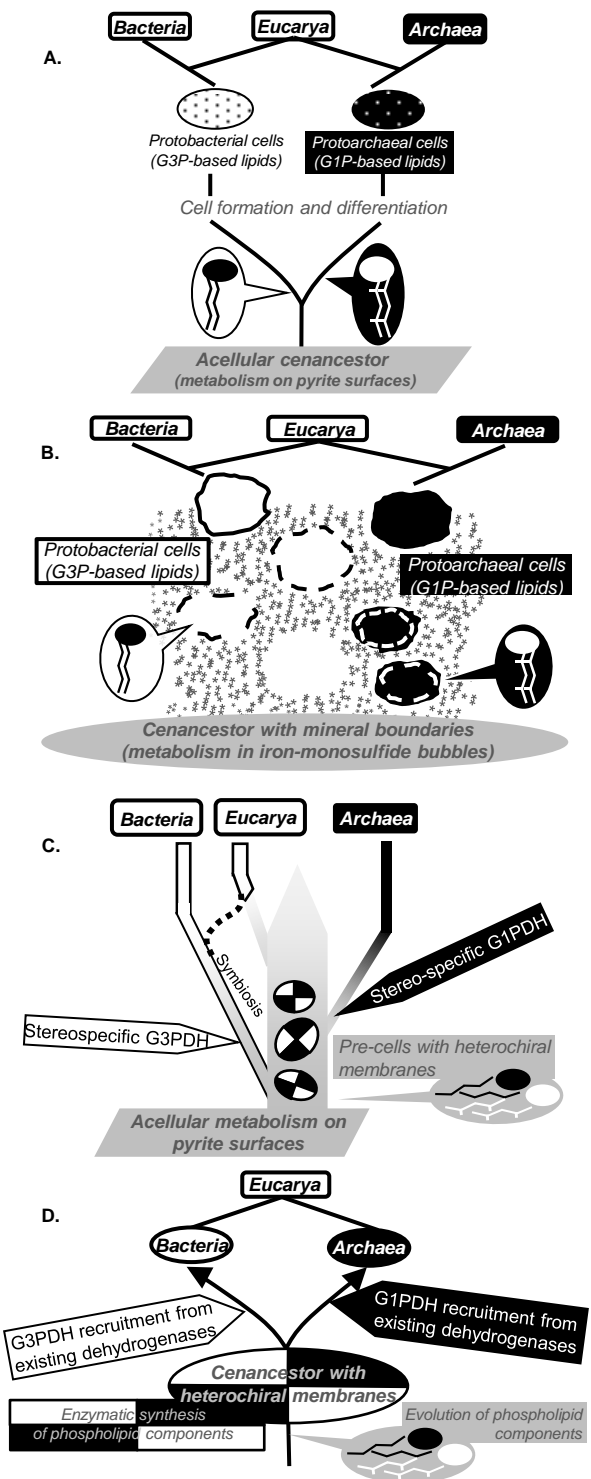 Bacteria
Eucarya
Archaea
A.
Protobacterial cells
(G3P-based lipids)
Protoarchaeal cells
(G1P-based lipids)
Cell formation and differentiation
Acellular cenancestor
(metabolism on pyrite surfaces)
Bacteria
Eucarya
Archaea
B.
Protobacterial cells
(G3P-based lipids)
Protoarchaeal cells
(G1P-based lipids)
Cenancestor with mineral boundaries
(metabolism in iron-monosulfide bubbles)
Bacteria
Eucarya
Archaea
C.
Symbiosis
Stereo-specific G1PDH
Stereospecific G3PDH
Pre-cells with heterochiral
membranes
Acellular metabolism on
pyrite surfaces
Eucarya
D.
Bacteria
Archaea
G3PDH recruitment from
existing dehydrogenases
G1PDH recruitment from
existing dehydrogenases
Cenancestor with
heterochiral membranes
Enzymatic synthesis
of phospholipid components
Evolution of phospholipid
components